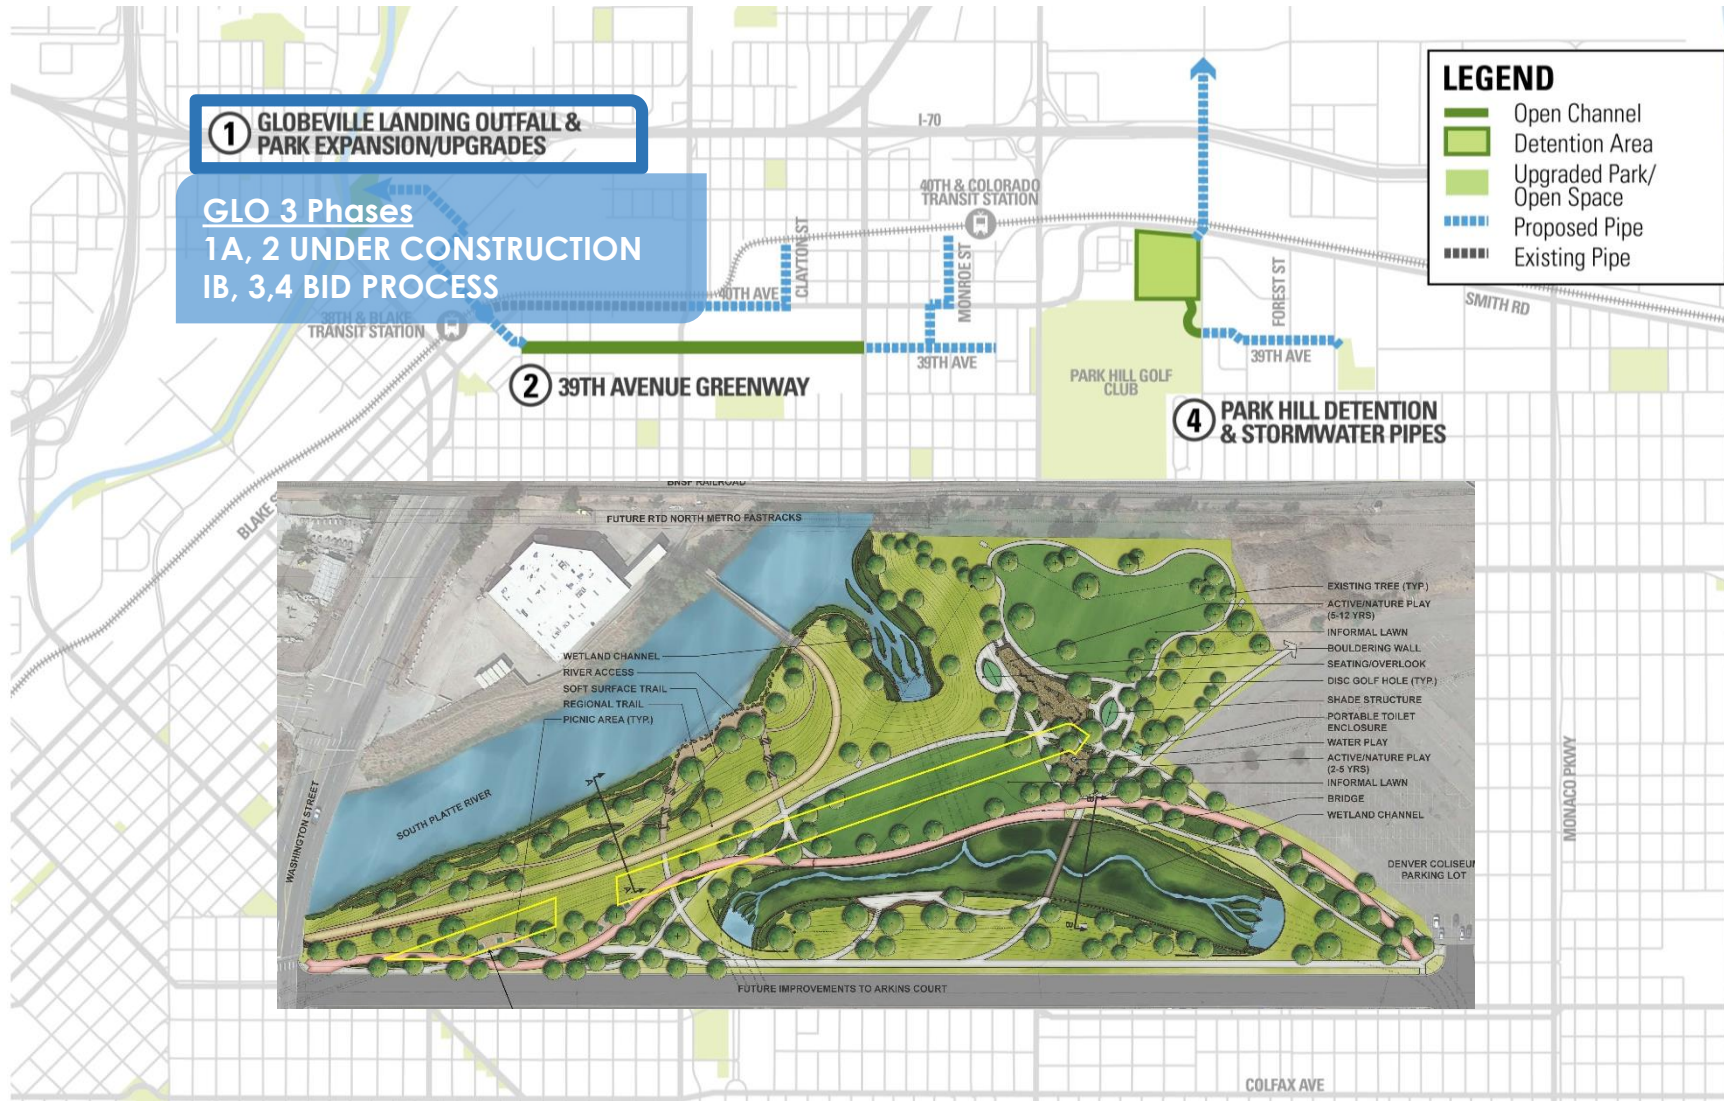 I-70
1
GLOBEVILLE LANDING OUTFALL &
PARK EXPANSION/UPGRADES
GLO 3 Phases
1A, 2 UNDER CONSTRUCTION
IB, 3,4 BID PROCESS
LEGEND
Open Channel
Detention Area
Upgraded Park/
Open Space
Proposed Pipe
Existing Pipe
40TH & COLORADO
TRANSIT STATION
CLAYTON ST
MONROE ST
FOREST ST
40TH AVE
SMITH RD
38TH & BLAKE
TRANSIT STATION
39TH AVE
39TH AVE
2
39TH AVENUE GREENWAY
PARK HILL GOLF
CLUB
4
PARK HILL DETENTION
& STORMWATER PIPES
BLAKE S
BNSF RAILROAD
FUTURE RTD NORTH METRO FASTRACKS
WETLAND CHANNEL
RIVER ACCESS
SOFT SURFACE TRAIL
REGIONAL TRAIL
PICNIC AREA (TYP.)
EXISTING TREE (TYP.)
ACTIVE/NATURE PLAY
(5-12 YRS)
INFORMAL LAWN
BOULDERING WALL
SEATING/OVERLOOK
DISC GOLF HOLE (TYP.)
SHADE STRUCTURE
PORTABLE TOILET
ENCLOSURE
WATER PLAY
ACTIVE/NATURE PLAY
(2-5 YRS)
INFORMAL LAWN
BRIDGE
WETLAND CHANNEL
SOUTH PLATTE RIVER
WASHINGTON STREET
A
A
B
B
DENVER COLISEUM
PARKING LOT
MONACO PKWY
FUTURE IMPROVEMENTS TO ARKINS COURT
COLFAX AVE